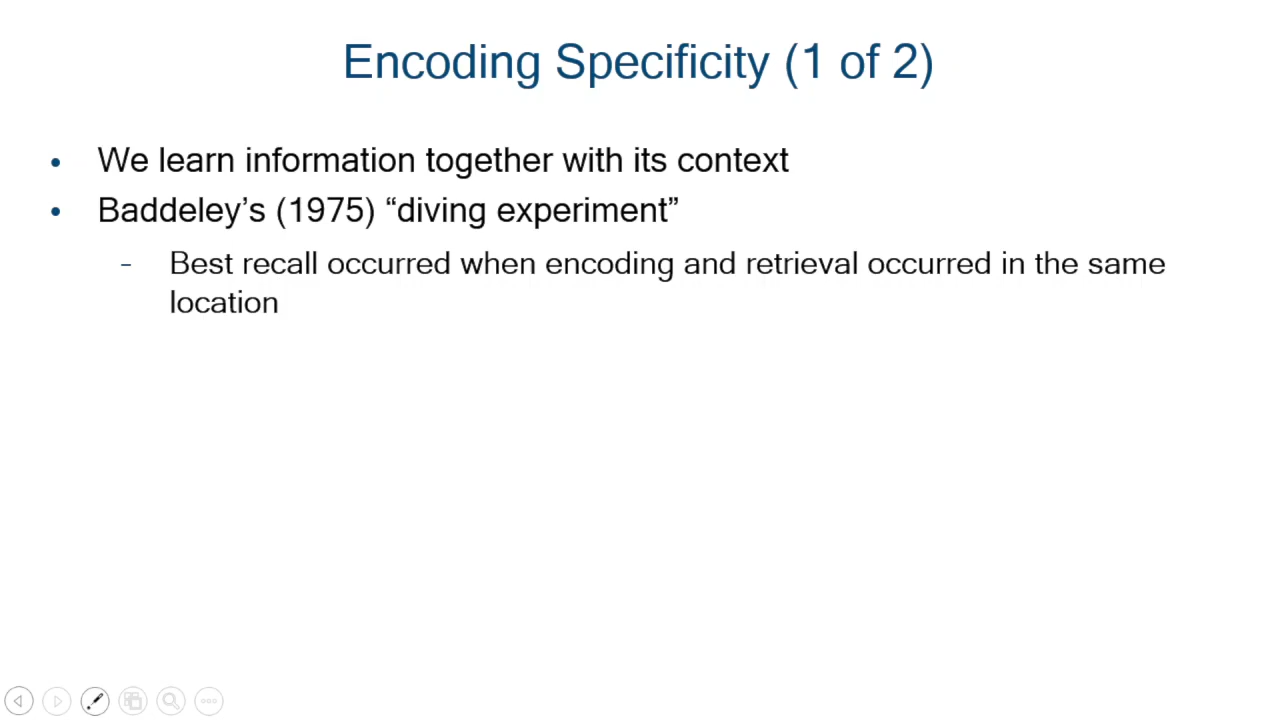 Encoding Specificity (1 of 2)
• We learn information together with its context
• Baddeley’s (1975) “diving experiment”
– Best recall occurred when encoding and retrieval occurred in the same
location